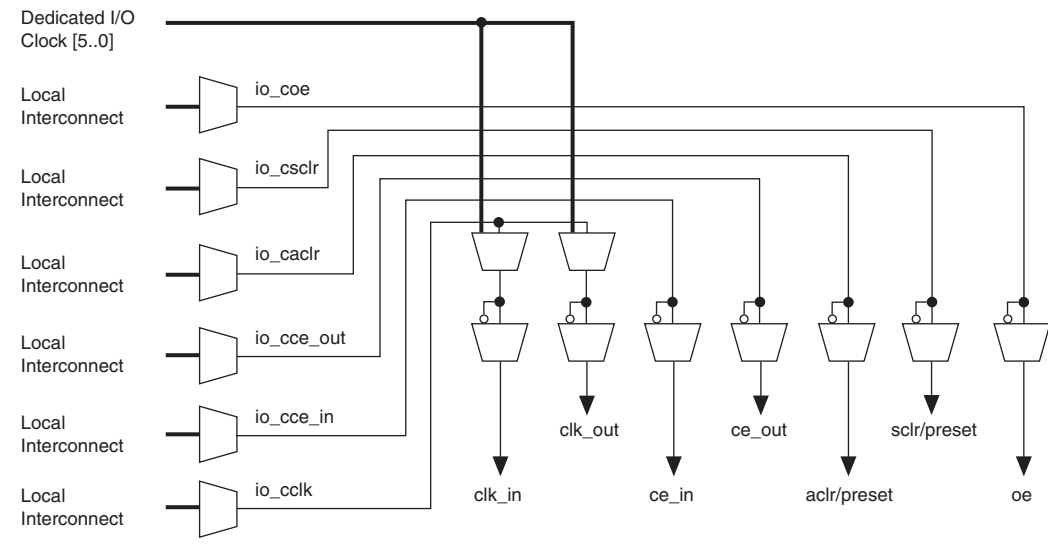 Dedicated I/O
Clock [5..0]
Local
Interconnect
io_coe
Local
Interconnect
io_csclr
Local
Interconnect
io_caclr
Local
Interconnect
io_cce_out
Local
Interconnect
io_cce_in
Local
Interconnect
io_cclk
clk_out
ce_out
sclr/preset
clk_in
ce_in
aclr/preset
oe